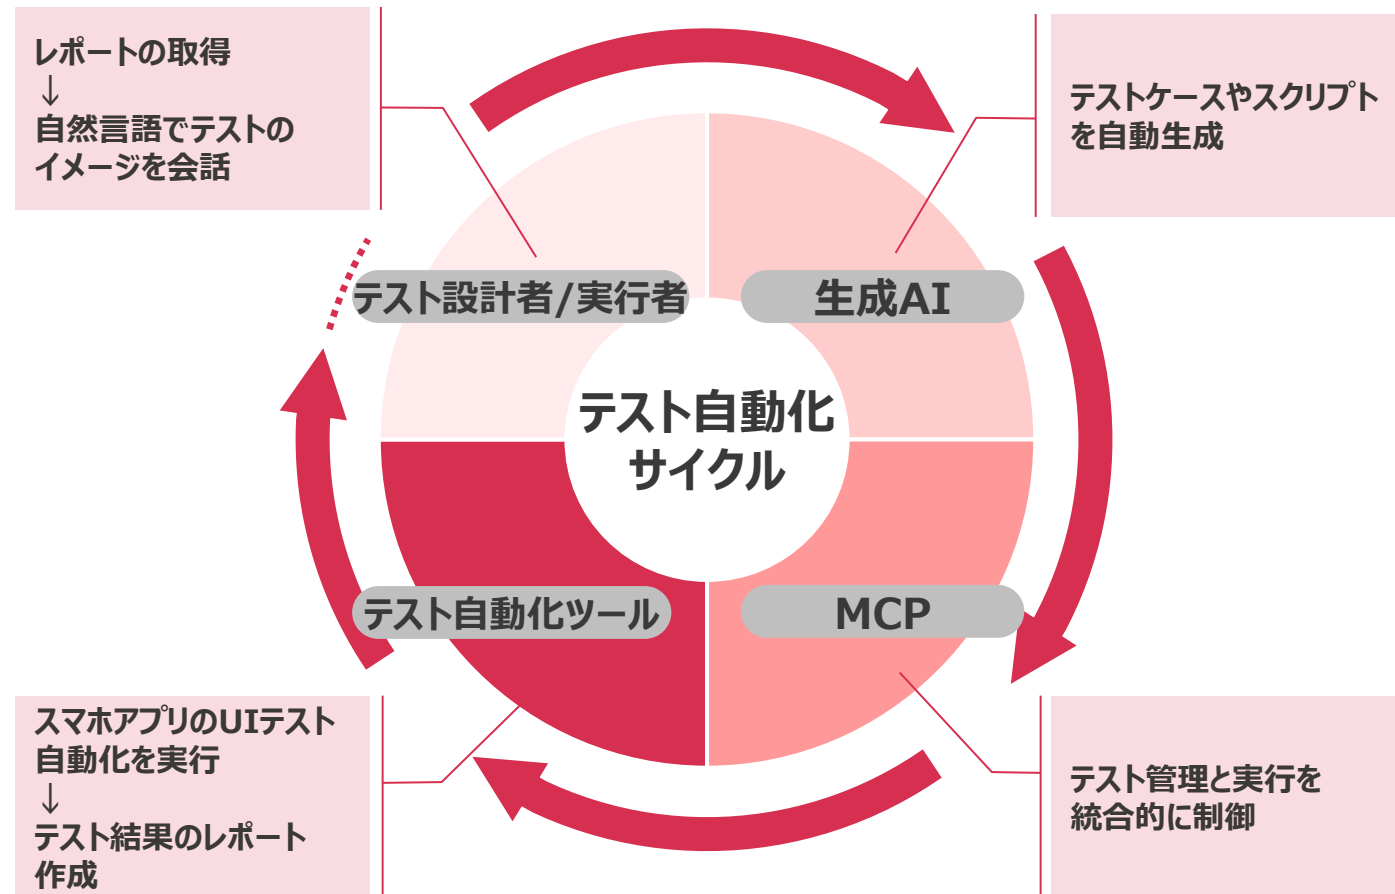 レポートの取得
↓
自然言語でテストの
イメージを会話
テストケースやスクリプト
を自動生成
テスト設計者/実行者
生成AI
テスト自動化
サイクル
テスト自動化ツール
MCP
スマホアプリのUIテスト
自動化を実行
↓
テスト結果のレポート
作成
テスト管理と実行を
統合的に制御